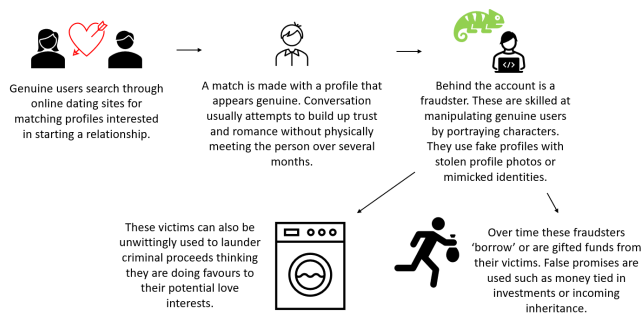 Genuine users search through
online dating sites for
matching profiles interested
in starting a relationship.
A match is made with a profile that
appears genuine. Conversation
usually attempts to build up trust
and romance without physically
meeting the person over several
months.
</>
Behind the account is a
fraudster. These are skilled at
manipulating genuine users
by portraying characters.
They use fake profiles with
stolen profile photos or
mimicked identities.
These victims can also be
unwittingly used to launder
criminal proceeds thinking
they are doing favours to
their potential love
interests.
Over time these fraudsters
‘borrow’ or are gifted funds from
their victims. False promises are
used such as money tied in
investments or incoming
inheritance.